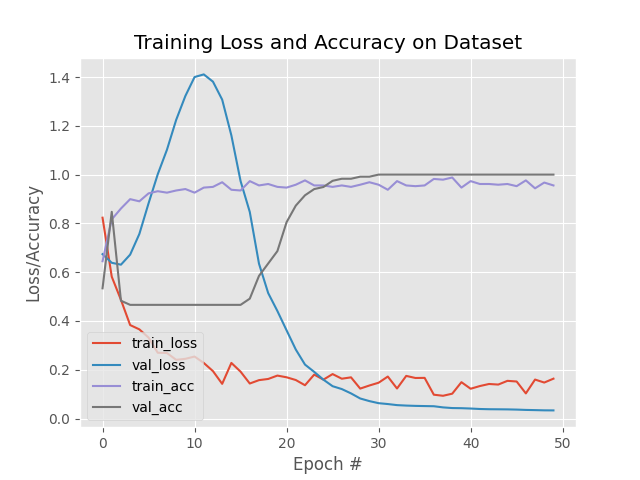 Training Loss and Accuracy on Dataset
Loss/Accuracy
1.4
1.2
1.0
0.8
0.6
0.4
0.2
0.0
train_loss
val_loss
train_acc
val_acc
0 10 20 30 40 50
Epoch #